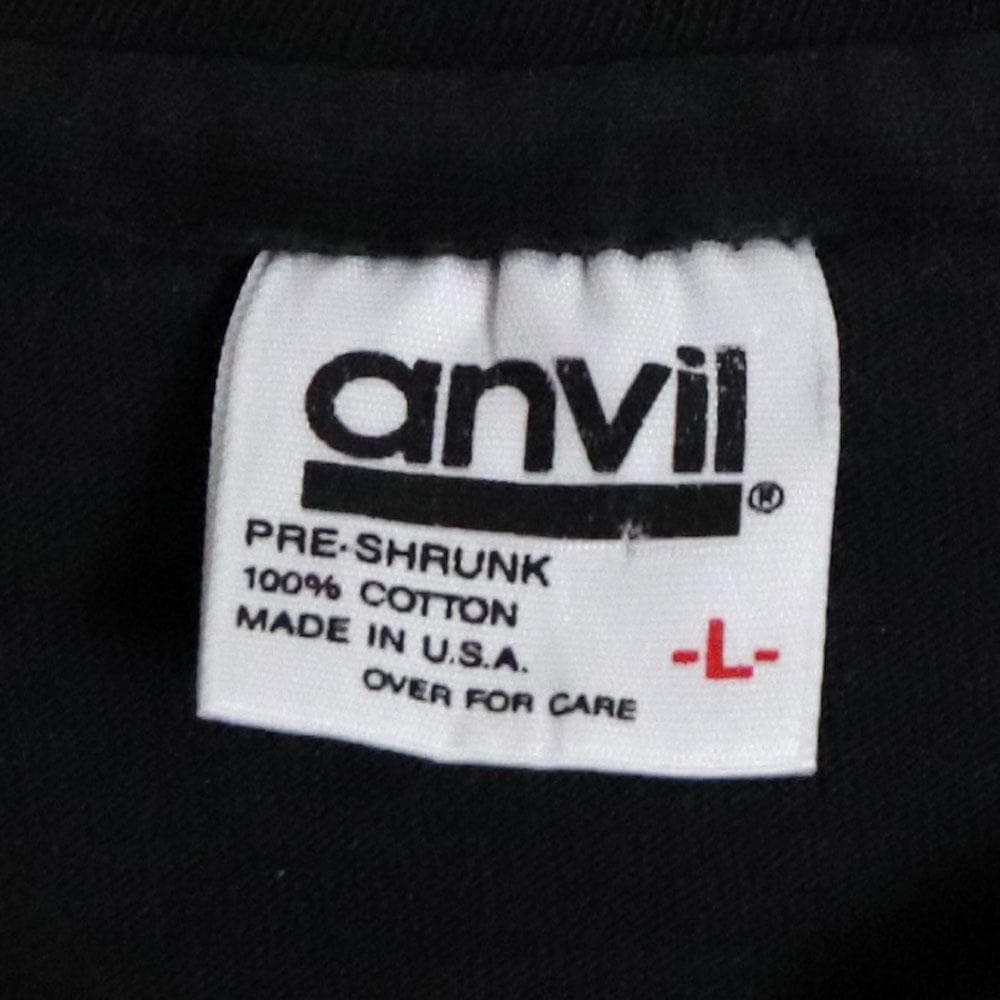 anvil®
PRE-SHRUNK
100% COTTON
MADE IN U.S.A.
-L-
OVER FOR CARE